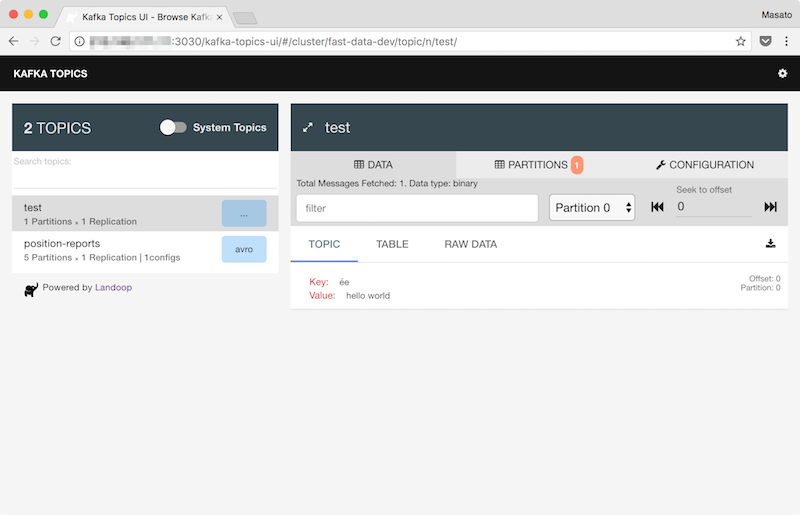 Kafka Topics UI - Browse Kafk
Masato
:3030/kafka-topics-ui/#/cluster/fast-data-dev/topic/n/test/
KAFKA TOPICS
2 TOPICS
System Topics
Search topics:
test
1 Partitions × 1 Replication
...
position-reports
5 Partitions × 1 Replication | 1configs
avro
Powered by Landoop
test
DATA
PARTITIONS 1
CONFIGURATION
Total Messages Fetched: 1. Data type: binary
filter
Partition 0
Seek to offset
0
TOPIC
TABLE
RAW DATA
Key: ée
Value: hello world
Offset: 0
Partition: 0